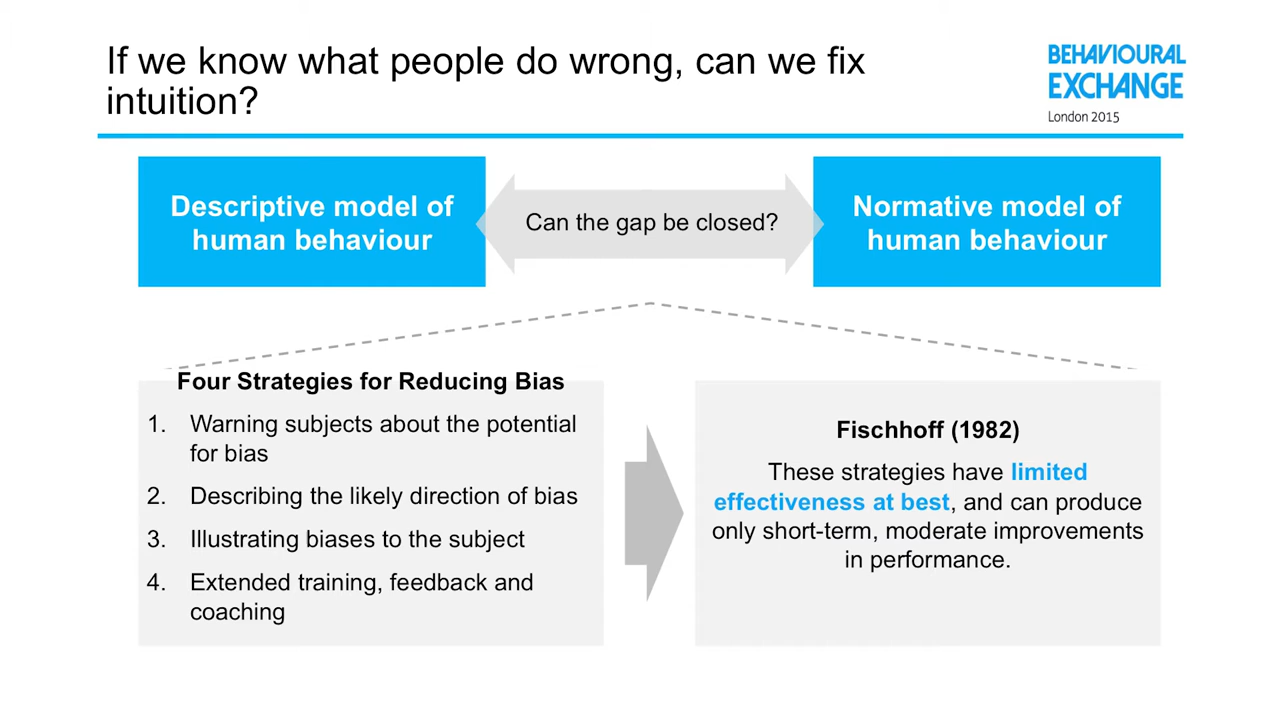 If we know what people do wrong, can we fix
intuition?
BEHAVIOURAL
EXCHANGE
London 2015
Descriptive model of
human behaviour
Can the gap be closed?
Normative model of
human behaviour
Four Strategies for Reducing Bias
1. Warning subjects about the potential
for bias
2. Describing the likely direction of bias
3. Illustrating biases to the subject
4. Extended training, feedback and
coaching
Fischhoff (1982)
These strategies have limited
effectiveness at best, and can produce
only short-term, moderate improvements
in performance.